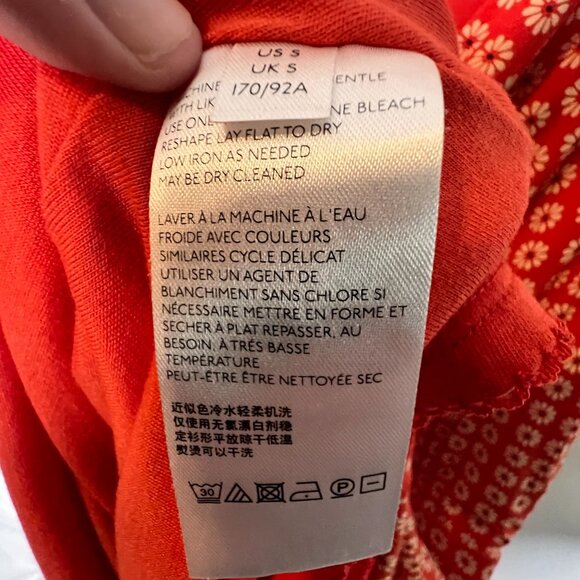 US S
UK S
170/92A
ENTLE
WITH LIK
USE ONL NE BLEACH
RESHAPE LAY FLAT TO DRY
LOW IRON AS NEEDED
MAY BE DRY CLEANED
LAVER À LA MACHINE À L'EAU
FROIDE AVEC COULEURS
SIMILAIRES CYCLE DÉLICAT
UTILISER UN AGENT DE
BLANCHIMENT SANS CHLORE SI
NÉCESSAIRE METTRE EN FORME ET
SECHER À PLAT REPASSER, AU
BESOIN, À TRÈS BASSE
TEMPÉRATURE
PEUT-ÊTRE ÊTRE NETTOYÉE SEC
近似色冷水轻柔机洗
仅使用无氯漂白剂稳
定衫形平放晾干低温
熨烫可以干洗
30
P